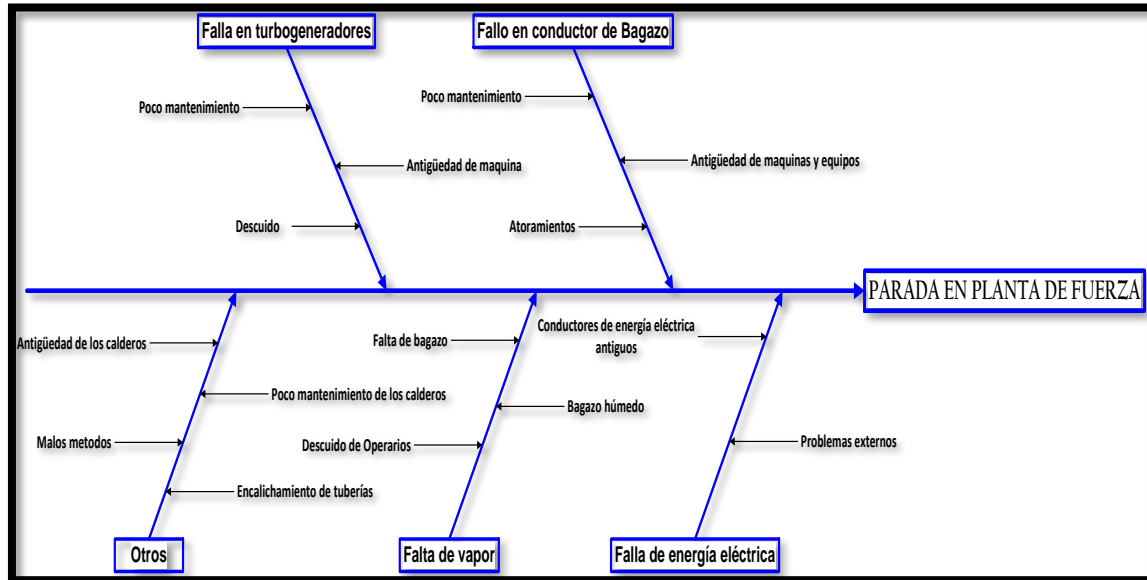 Falla en turbogeneradores
Fallo en conductor de Bagazo
Poco mantenimiento
Poco mantenimiento
Antigüedad de maquina
Antigüedad de maquinas y equipos
Descuido
Atoramientos
PARADA EN PLANTA DE FUERZA
Antigüedad de los calderos
Falta de bagazo
Conductores de energía eléctrica
antiguos
Poco mantenimiento de los calderos
Bagazo húmedo
Malos metodos
Descuido de Operarios
Problemas externos
Encalichamiento de tuberías
Otros
Falta de vapor
Falla de energía eléctrica